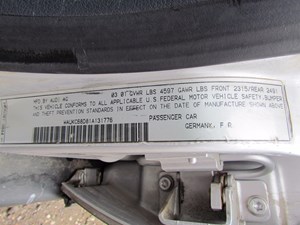 MFD BY AUDI AG 03 01 GVWR LBS 4597 GAWR LBS FRONT 2315/REAR 2491
THIS VEHICLE CONFORMS TO ALL APPLICABLE U.S. FEDERAL MOTOR VEHICLE SAFETY, BUMPER
AND THEFT PREVENTION STANDARDS IN EFFECT ON THE DATE OF MANUFACTURE SHOWN ABOVE
PASSENGER CAR
GERMANY, F R